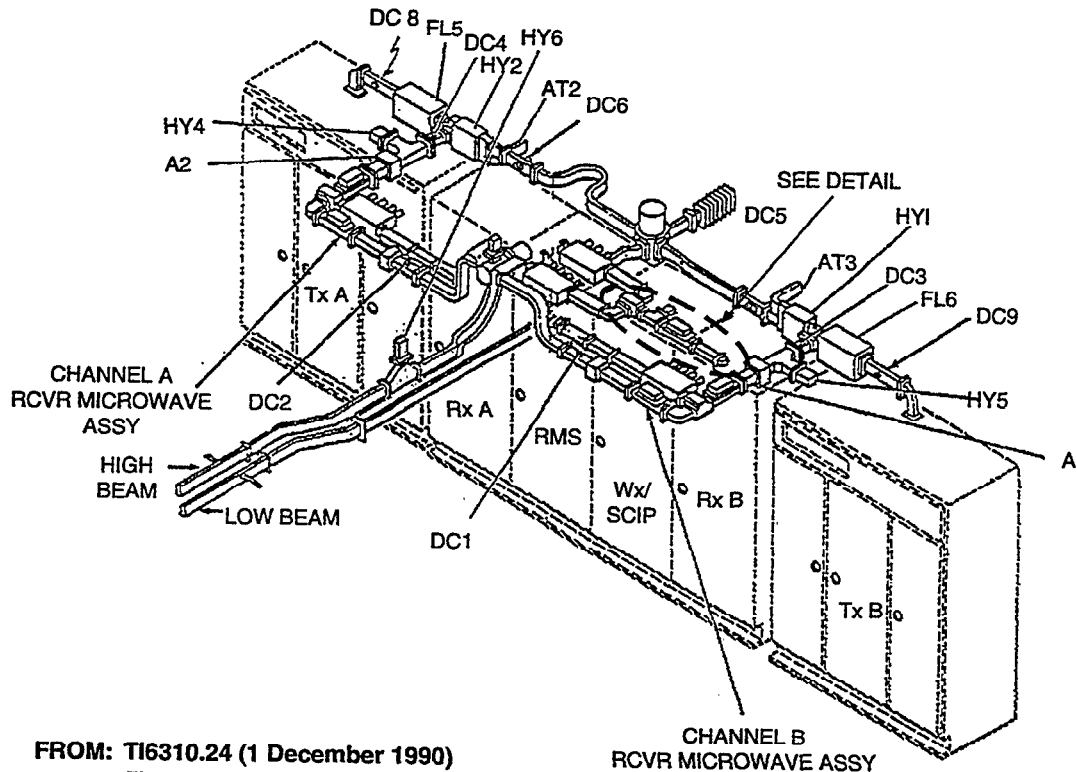 DC 8
FL5
DC4
HY2
HY6
AT2
DC6
HY4
A2
SEE DETAIL
DC5
HY1
AT3
DC3
FL6
DC9
Tx A
CHANNEL A
RCVR MICROWAVE
ASSY
DC2
Rx A
HY5
RMS
A
HIGH
BEAM
Wx/
SCIP
Rx B
LOW BEAM
DC1
Tx B
CHANNEL B
RCVR MICROWAVE ASSY
FROM: TI6310.24 (1 December 1990)